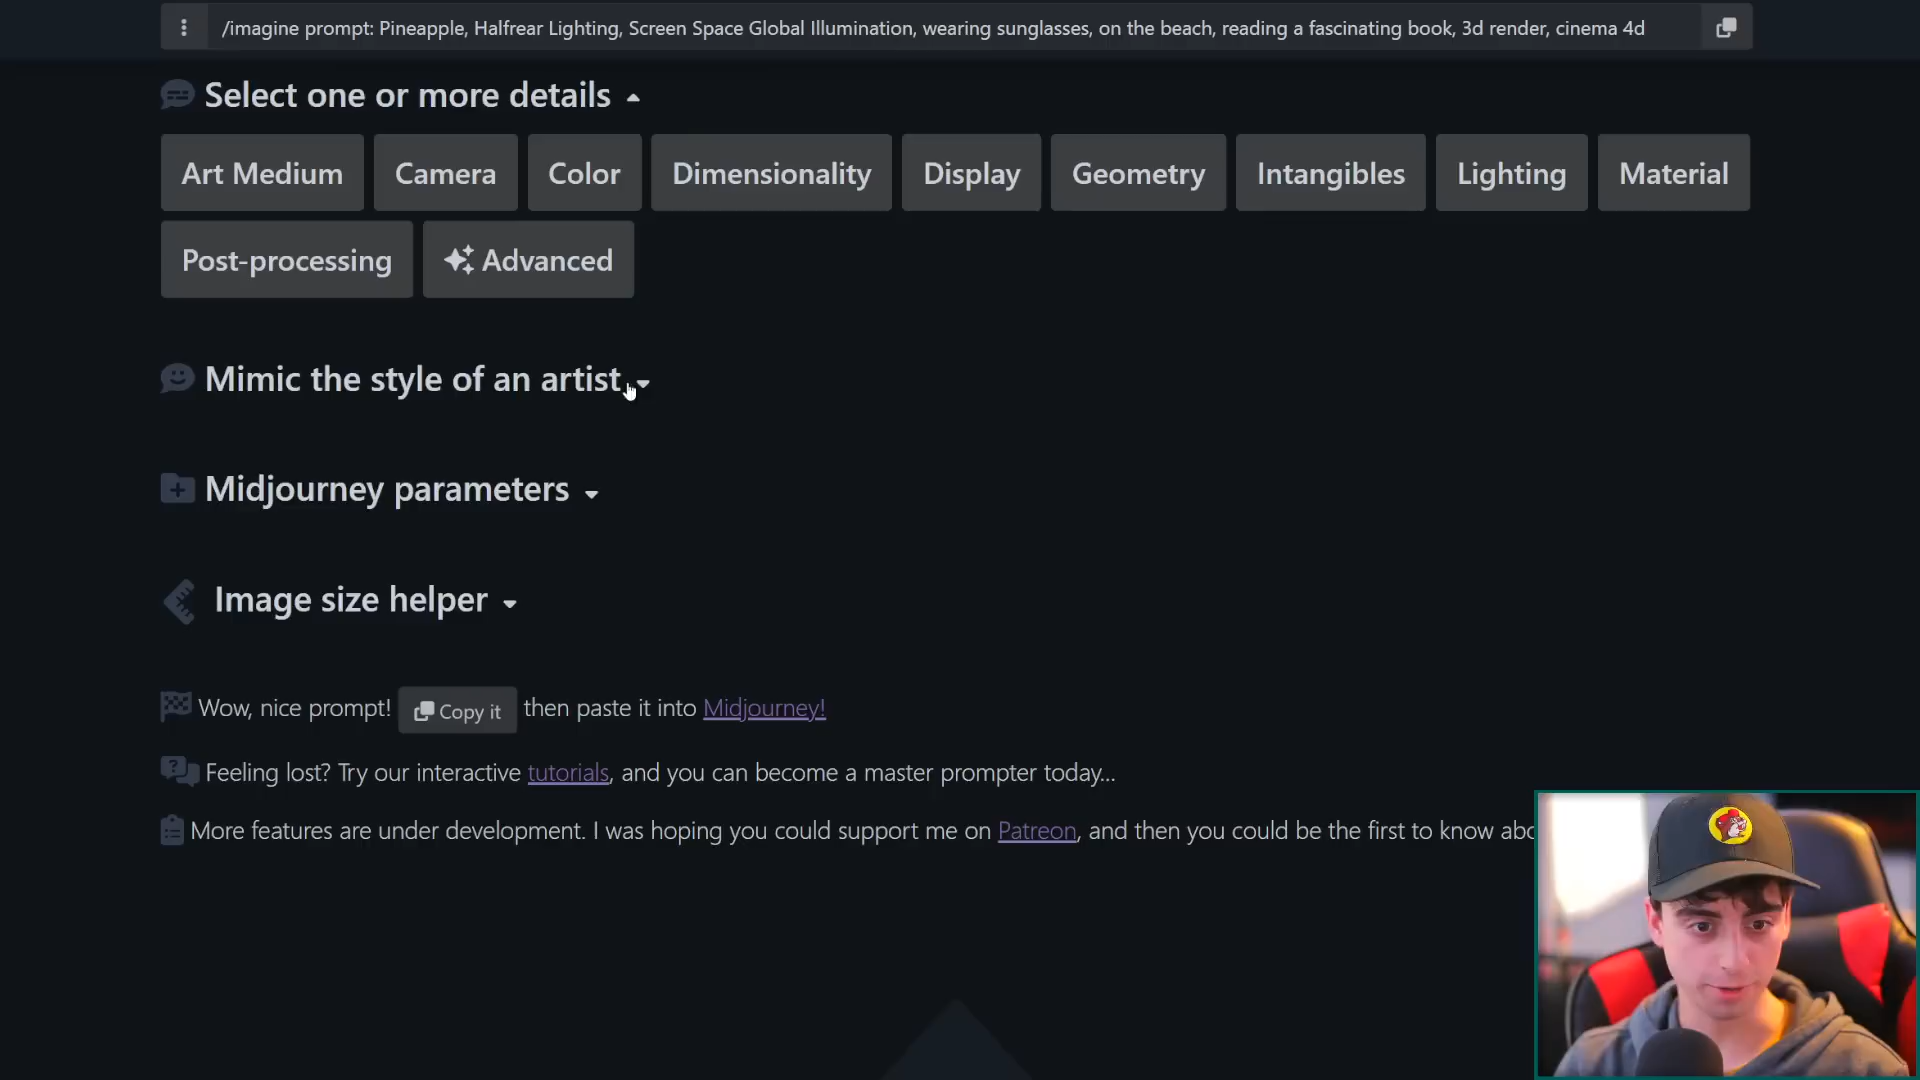 /imagine prompt: Pineapple, Halfrear Lighting, Screen Space Global Illumination, wearing sunglasses, on the beach, reading a fascinating book, 3d render, cinema 4d
Select one or more details
Art Medium Camera Color Dimensionality Display Geometry Intangibles Lighting Material
Post-processing Advanced
Mimic the style of an artist
Midjourney parameters
Image size helper
Wow, nice prompt! Copy it then paste it into Midjourney!
Feeling lost? Try our interactive tutorials, and you can become a master prompter today...
More features are under development. I was hoping you could support me on Patreon, and then you could be the first to know